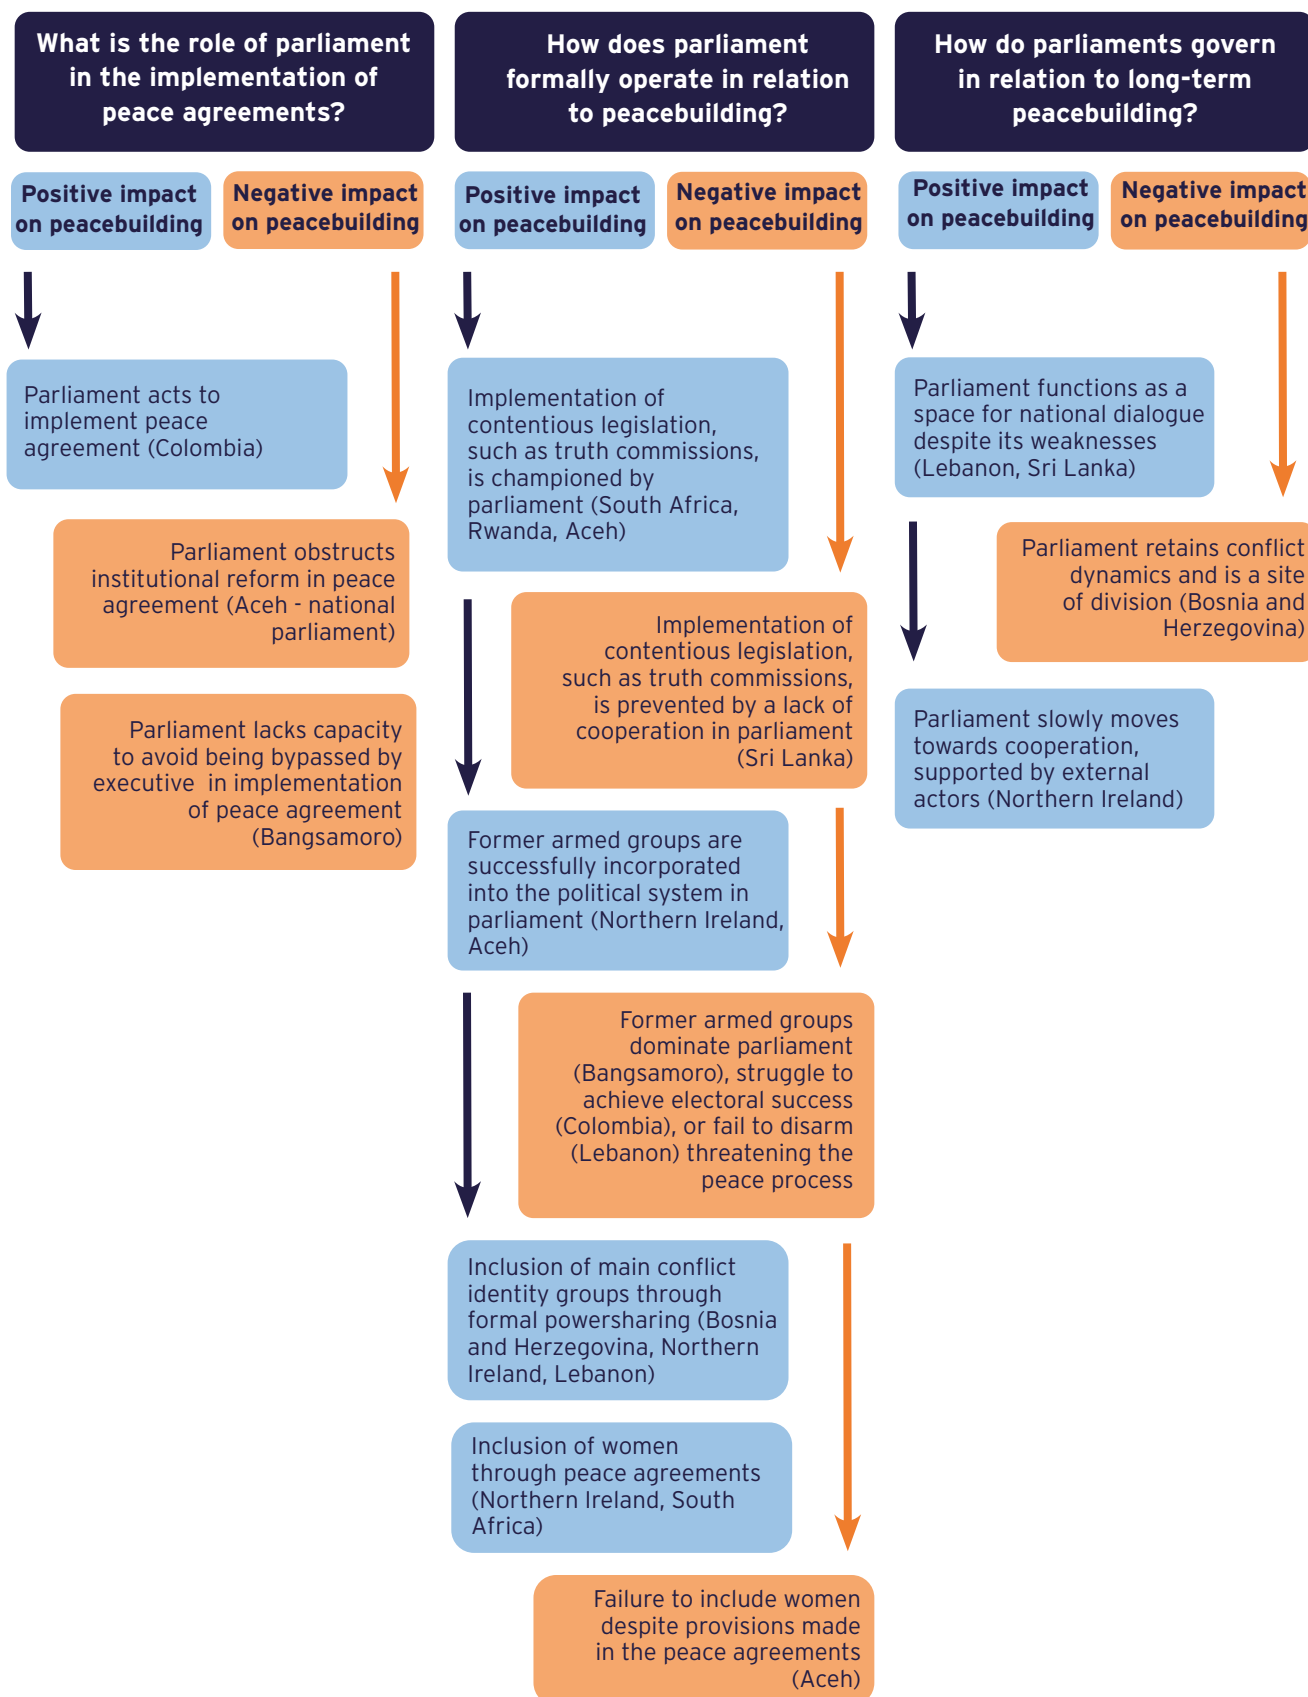 What is the role of parliament
in the implementation of
peace agreements?
Positive impact
on peacebuilding
Negative impact
on peacebuilding
Parliament acts to
implement peace
agreement (Colombia)
Parliament obstructs
institutional reform in peace
agreement (Aceh - national
parliament)
Parliament lacks capacity
to avoid being bypassed by
executive in implementation
of peace agreement
(Bangsamoro)
How does parliament
formally operate in relation
to peacebuilding?
Positive impact
on peacebuilding
Negative impact
on peacebuilding
Implementation of
contentious legislation,
such as truth commissions,
is championed by
parliament (South Africa,
Rwanda, Aceh)
Implementation of
contentious legislation,
such as truth commissions,
is prevented by a lack of
cooperation in parliament
(Sri Lanka)
Former armed groups are
successfully incorporated
into the political system in
parliament (Northern Ireland,
Aceh)
Former armed groups
dominate parliament
(Bangsamoro), struggle to
achieve electoral success
(Colombia), or fail to disarm
(Lebanon) threatening the
peace process
Inclusion of main conflict
identity groups through
formal powersharing (Bosnia
and Herzegovina, Northern
Ireland, Lebanon)
Inclusion of women
through peace agreements
(Northern Ireland, South
Africa)
Failure to include women
despite provisions made
in the peace agreements
(Aceh)
How do parliaments govern
in relation to long-term
peacebuilding?
Positive impact
on peacebuilding
Negative impact
on peacebuilding
Parliament functions as a
space for national dialogue
despite its weaknesses
(Lebanon, Sri Lanka)
Parliament retains conflict
dynamics and is a site
of division (Bosnia and
Herzegovina)
Parliament slowly moves
towards cooperation,
supported by external
actors (Northern Ireland)